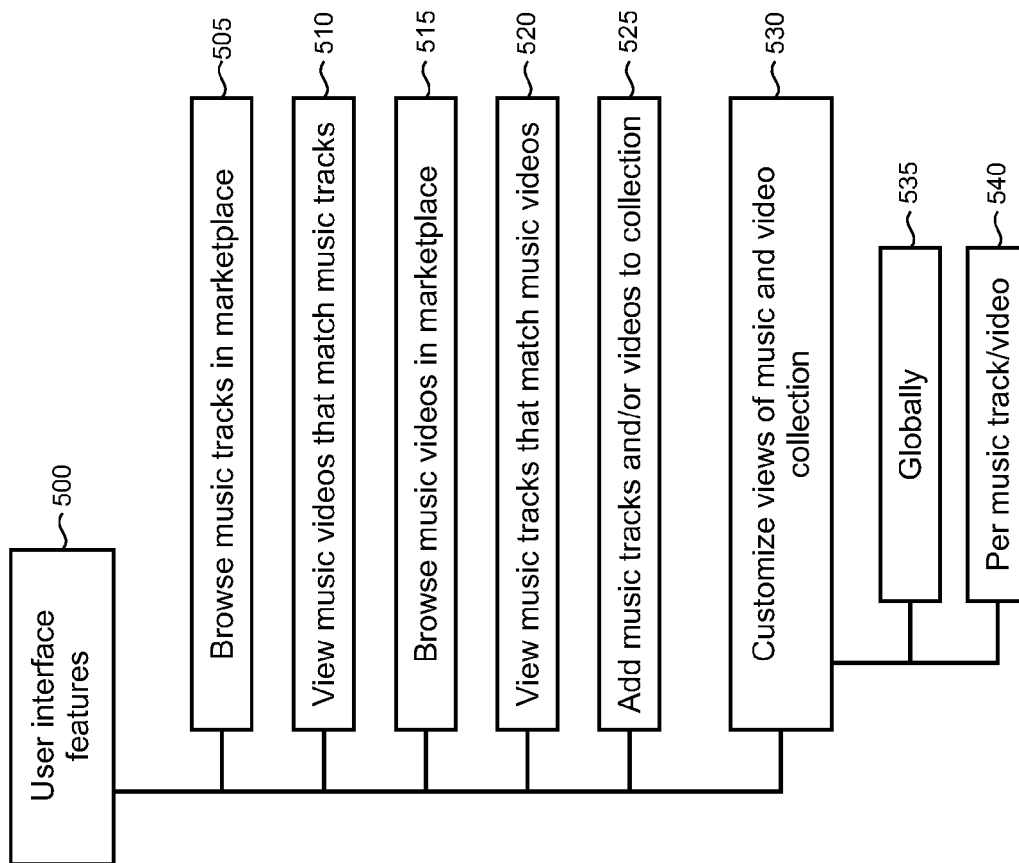 User interface
features
500
Browse music tracks in marketplace
505
View music videos that match music tracks
510
Browse music videos in marketplace
515
View music tracks that match music videos
520
Add music tracks and/or videos to collection
525
Customize views of music and video
collection
530
Globally
535
Per music track/video
540